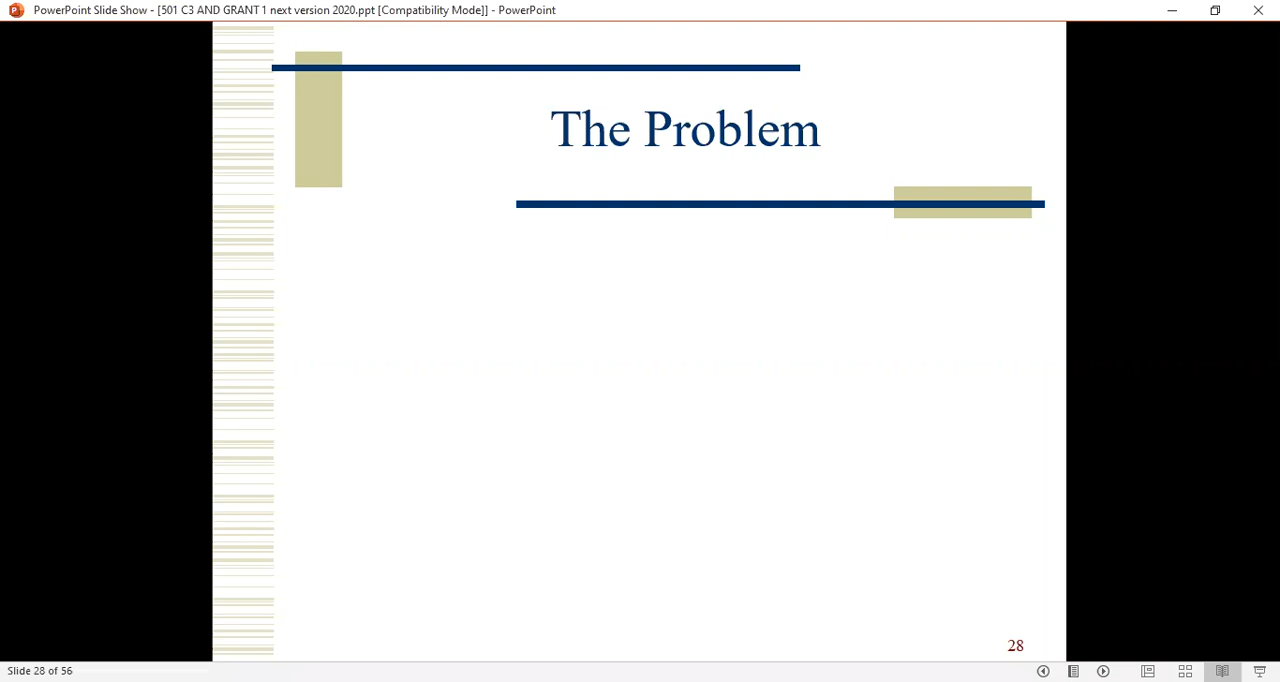 PowerPoint Slide Show - [501 C3 AND GRANT 1 next version 2020.ppt [Compatibility Mode]] - PowerPoint
The Problem
28
Slide 28 of 56